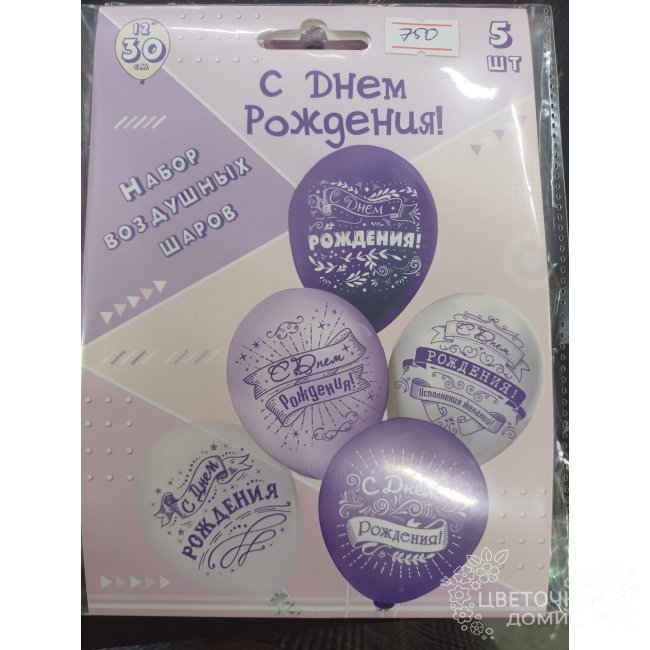 12"
30
см
750
5
шт
С Днем
Рождения!
Набор
воздушных
шаров
С Днем
РОЖДЕНИЯ!
С Днем
Рождения!
С Днем
РОЖДЕНИЯ!
Исполнения желаний!
С Днем
РОЖДЕНИЯ
С Днем
Рождения!
ЦВЕТОЧНЫЙ
ДОМИК